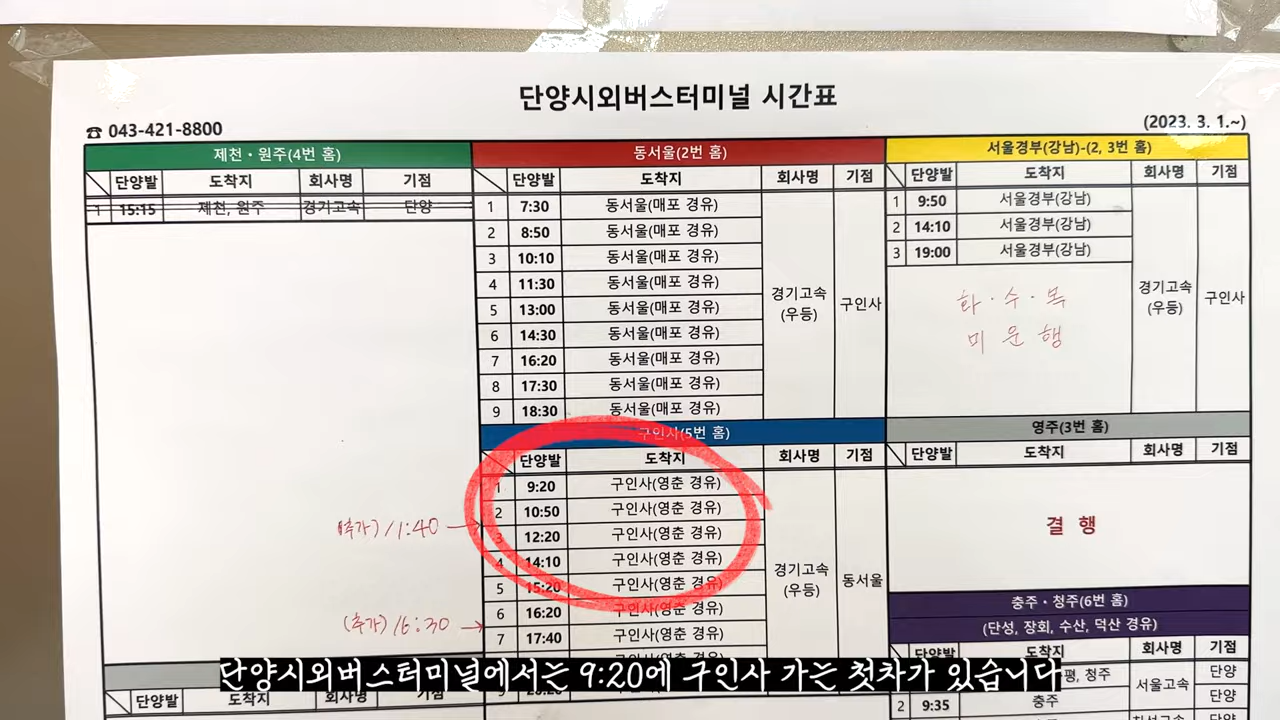 단양시외버스터미널 시간표
☎ 043-421-8800
(2023. 3. 1.~)
제천·원주(4번 홈)
단양발 도착지 회사명 기점
1 15:15 제천, 원주 경기고속 단양
동서울(2번 홈)
단양발 도착지 회사명 기점
1 7:30 동서울(매포 경유)
2 8:50 동서울(매포 경유)
3 10:10 동서울(매포 경유)
4 11:30 동서울(매포 경유)
5 13:00 동서울(매포 경유)
6 14:30 동서울(매포 경유)
7 16:20 동서울(매포 경유)
8 17:30 동서울(매포 경유)
9 18:30 동서울(매포 경유)
경기고속
(우등)
구인사
서울경부(강남)-(2, 3번 홈)
단양발 도착지 회사명 기점
1 9:50 서울경부(강남)
2 14:10 서울경부(강남)
3 19:00 서울경부(강남)
화·수·목
미운행
경기고속
(우등)
구인사
구인사(5번 홈)
단양발 도착지 회사명 기점
1 9:20 구인사(영춘 경유)
2 10:50 구인사(영춘 경유)
(추가) 11:40
3 12:20 구인사(영춘 경유)
4 14:10 구인사(영춘 경유)
5 15:20 구인사(영춘 경유)
6 16:20 구인사(영춘 경유)
(추가) 16:30
7 17:40 구인사(영춘 경유)
경기고속
(우등)
동서울
영주(3번 홈)
단양발 도착지 회사명 기점
결 행
충주·청주(6번 홈)
(단성, 장회, 수산, 덕산 경유)
단양발 도착지 회사명 기점
평, 청주 서울고속 단양
2 9:35 충주 단양
단양발 도착지 회사명 기점
단양시외버스터미널에서는 9:20에 구인사 가는 첫차가 있습니다